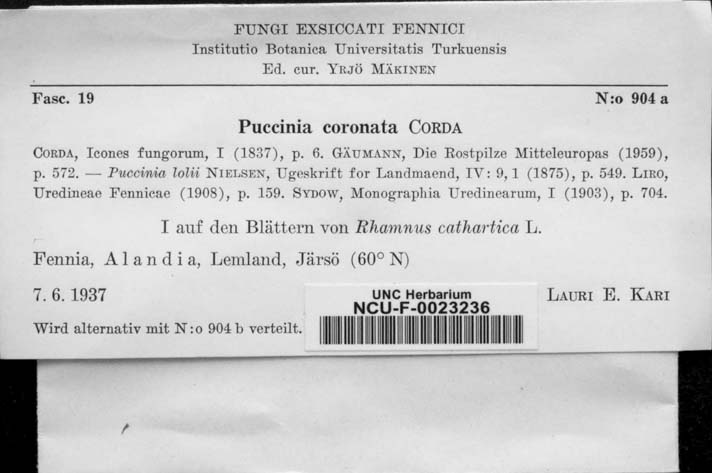 FUNGI EXSICCATI FENNICI
Institutio Botanica Universitatis Turkuensis
Ed. cur. YRJÖ MÄKINEN
Fasc. 19 N:o 904 a
Puccinia coronata CORDA
CORDA, Icones fungorum, I (1837), p. 6. GÄUMANN, Die Rostpilze Mitteleuropas (1959),
p. 572. — Puccinia lolii NIELSEN, Ugeskrift for Landmaend, IV: 9, 1 (1875), p. 549. LIRO,
Uredineae Fennicae (1908), p. 159. SYDOW, Monographia Uredinearum, I (1903), p. 704.
I auf den Blättern von Rhamnus cathartica L.
Fennia, Alandia, Lemland, Järsö (60° N)
7. 6. 1937 LAURI E. KARI
UNC Herbarium
NCU-F-0023236
Wird alternativ mit N:o 904 b verteilt.